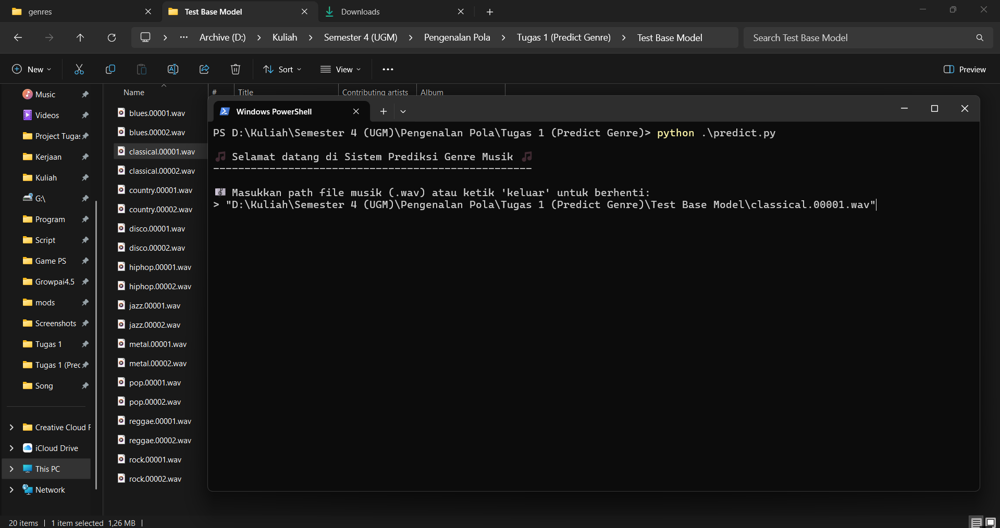 genres
Test Base Model
Downloads
Archive (D:)
Kuliah
Semester 4 (UGM)
Pengenalan Pola
Tugas 1 (Predict Genre)
Test Base Model
Search Test Base Model
New
Sort
View
Preview
Music
Videos
Project Tugas
Kerjaan
Kuliah
G:\
Program
Script
Game PS
Growpai4.5
mods
Screenshots
Tugas 1
Tugas 1 (Prec
Song
Creative Cloud F
iCloud Drive
This PC
Network
Name
#
Title
Contributing artists
Album
blues.00001.wav
blues.00002.wav
classical.00001.wav
classical.00002.wav
country.00001.wav
country.00002.wav
disco.00001.wav
disco.00002.wav
hiphop.00001.wav
hiphop.00002.wav
jazz.00001.wav
jazz.00002.wav
metal.00001.wav
metal.00002.wav
pop.00001.wav
pop.00002.wav
reggae.00001.wav
reggae.00002.wav
rock.00001.wav
rock.00002.wav
Windows PowerShell
PS D:\Kuliah\Semester 4 (UGM)\Pengenalan Pola\Tugas 1 (Predict Genre)> python .\predict.py
🎵 Selamat datang di Sistem Prediksi Genre Musik 🎵
---------------------------------------------------
🎼 Masukkan path file musik (.wav) atau ketik 'keluar' untuk berhenti:
> "D:\Kuliah\Semester 4 (UGM)\Pengenalan Pola\Tugas 1 (Predict Genre)\Test Base Model\classical.00001.wav"
20 items
1 item selected 1,26 MB